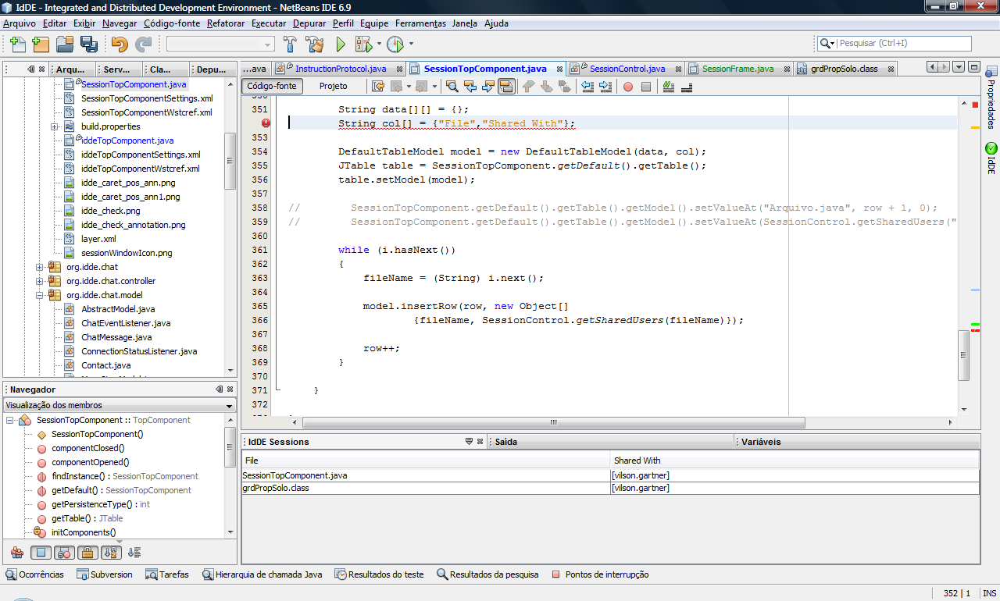 IdDE - Integrated and Distributed Development Environment - NetBeans IDE 6.9
Arquivo Editar Exibir Navegar Código-fonte Refatorar Executar Depurar Perfil Equipe Ferramentas Janela Ajuda
Pesquisar (Ctrl+I)
Arqu... Serv... Cla... Depu...
...ava InstructionProtocol.java SessionTopComponent.java SessionControl.java SessionFrame.java grdPropSolo.class
Código-fonte Projeto
SessionTopComponent.java
SessionTopComponentSettings.xml
SessionTopComponentWstcref.xml
build.properties
iddeTopComponent.java
iddeTopComponentSettings.xml
iddeTopComponentWstcref.xml
idde_caret_pos_ann.png
idde_caret_pos_ann1.png
idde_check.png
idde_check_annotation.png
layer.xml
sessionWindowIcon.png
org.idde.chat
org.idde.chat.controller
org.idde.chat.model
AbstractModel.java
ChatEventListener.java
ChatMessage.java
ConnectionStatusListener.java
Contact.java
351 String data[][] = {};
String col[] = {"File","Shared With"};
353
354 DefaultTableModel model = new DefaultTableModel(data, col);
355 JTable table = SessionTopComponent.getDefault().getTable();
356 table.setModel(model);
357
358 // SessionTopComponent.getDefault().getTable().getModel().setValueAt("Arquivo.java", row + 1, 0);
359 // SessionTopComponent.getDefault().getTable().getModel().setValueAt(SessionControl.getSharedUsers("
360
361 while (i.hasNext())
362 {
363 fileName = (String) i.next();
364
365 model.insertRow(row, new Object[]
366 {fileName, SessionControl.getSharedUsers(fileName)});
367
368 row++;
369 }
370
371 }
372
Propriedades
IdDE
Navegador
Visualização dos membros
SessionTopComponent :: TopComponent
SessionTopComponent()
componentClosed()
componentOpened()
findInstance() : SessionTopComponent
getDefault() : SessionTopComponent
getPersistenceType() : int
getTable() : JTable
initComponents()
IdDE Sessions Saída Variáveis
File Shared With
SessionTopComponent.java [vilson.gartner]
grdPropSolo.class [vilson.gartner]
Ocorrências Subversion Tarefas Hierarquia de chamada Java Resultados do teste Resultados da pesquisa Pontos de interrupção
352 | 1 INS